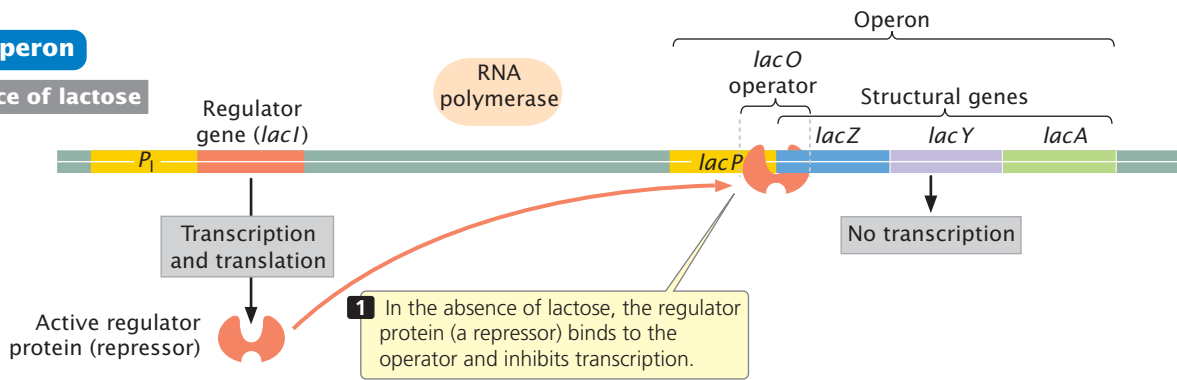 Operon
lacO
operator
peron
ce of lactose
RNA
polymerase
Structural genes
Regulator
gene (lacI)
lacZ
lacY
lacA
PI
lacP
Transcription
and translation
No transcription
1 In the absence of lactose, the regulator
protein (a repressor) binds to the
operator and inhibits transcription.
Active regulator
protein (repressor)